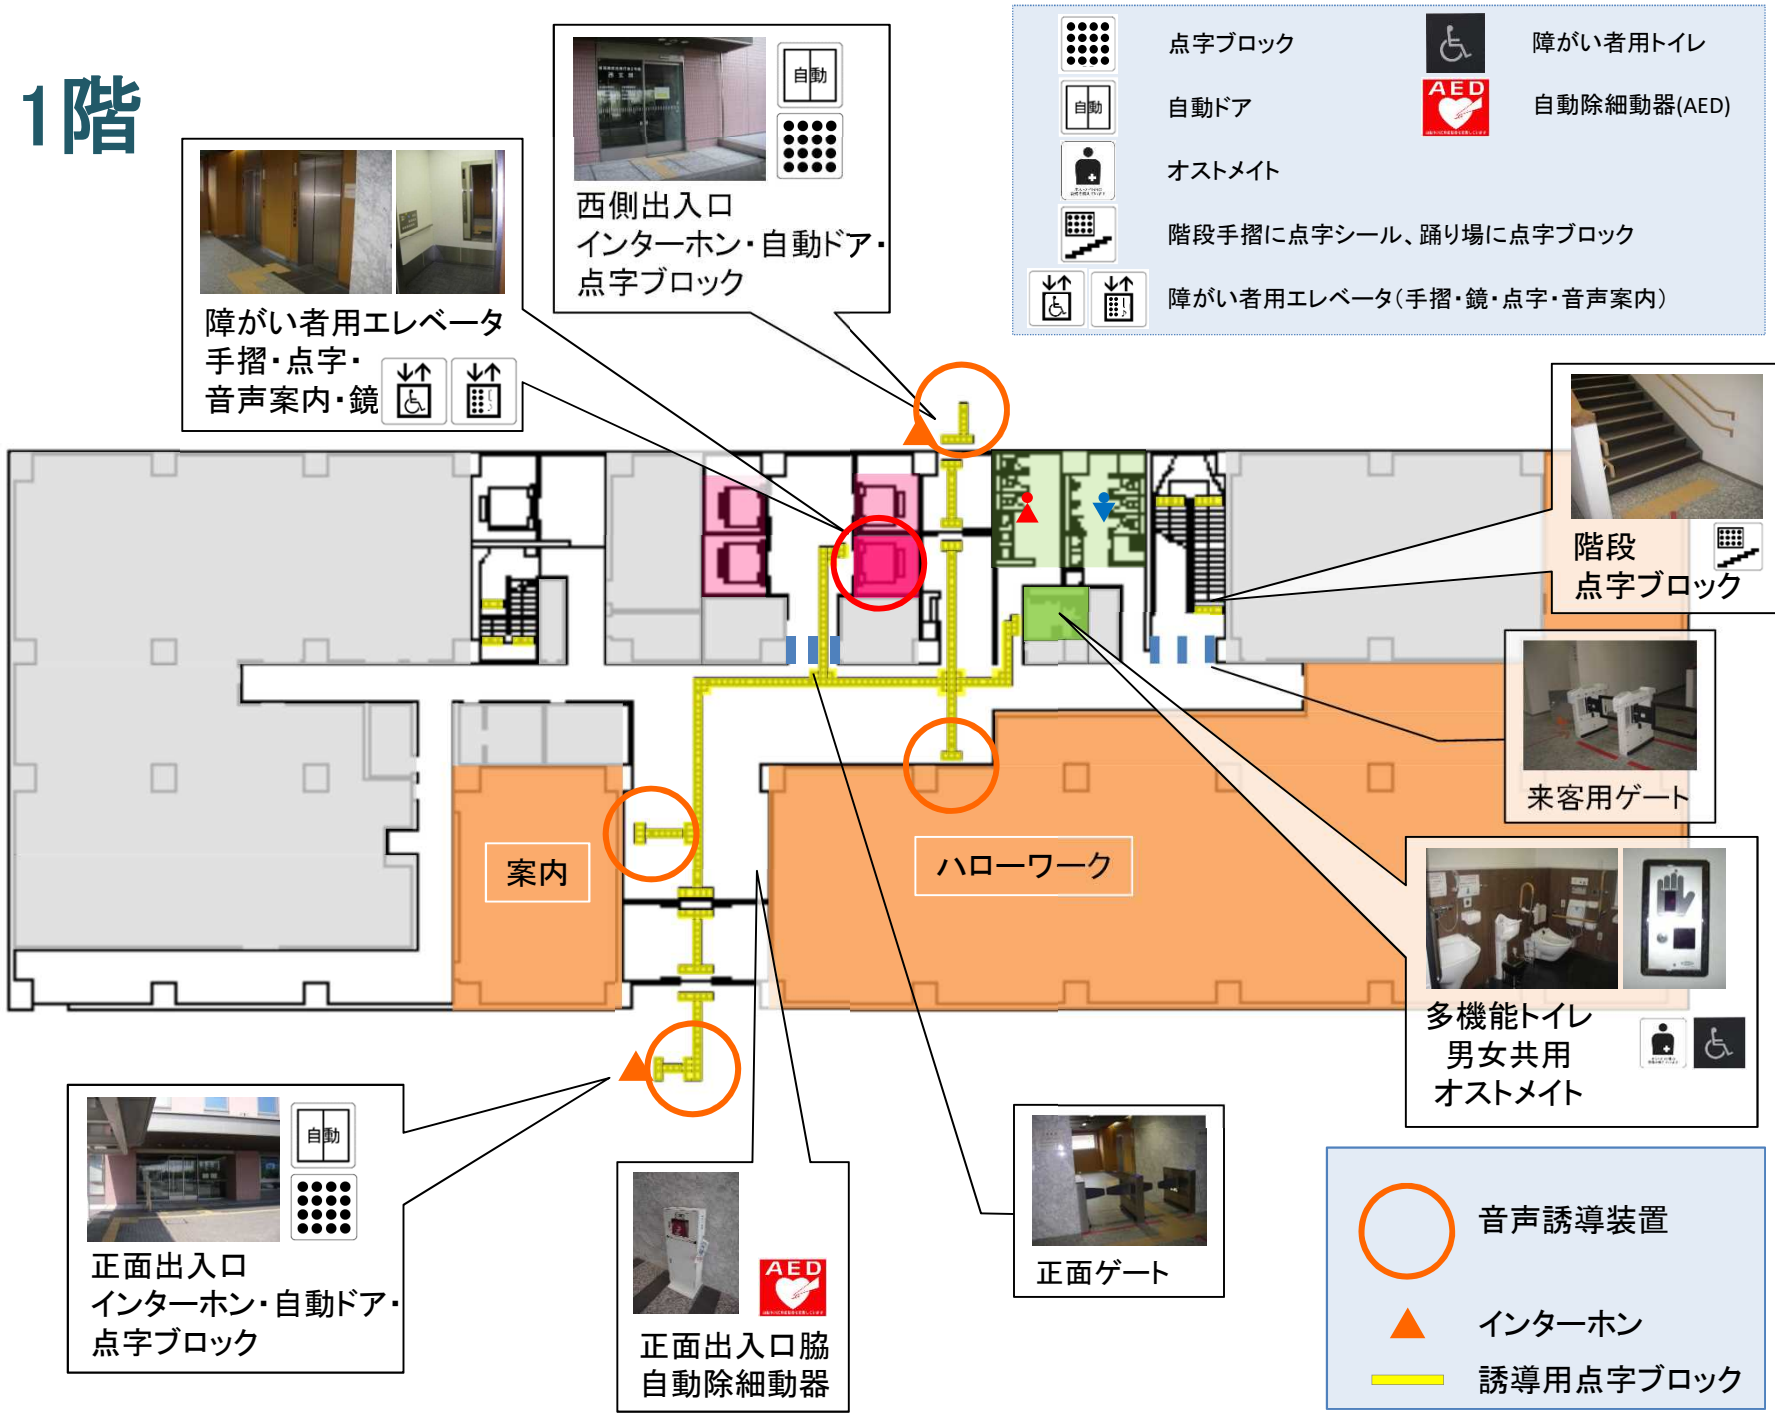 1階
点字ブロック
障がい者用トイレ
自動
自動ドア
AED
自動除細動器(AED)
オストメイト
階段手摺に点字シール、踊り場に点字ブロック
障がい者用エレベータ(手摺・鏡・点字・音声案内)
自動
西側出入口
インターホン・自動ドア・
点字ブロック
障がい者用エレベータ
手摺・点字・
音声案内・鏡
階段
点字ブロック
来客用ゲート
案内
ハローワーク
多機能トイレ
男女共用
オストメイト
自動
正面出入口
インターホン・自動ドア・
点字ブロック
AED
正面出入口脇
自動除細動器
正面ゲート
音声誘導装置
インターホン
誘導用点字ブロック